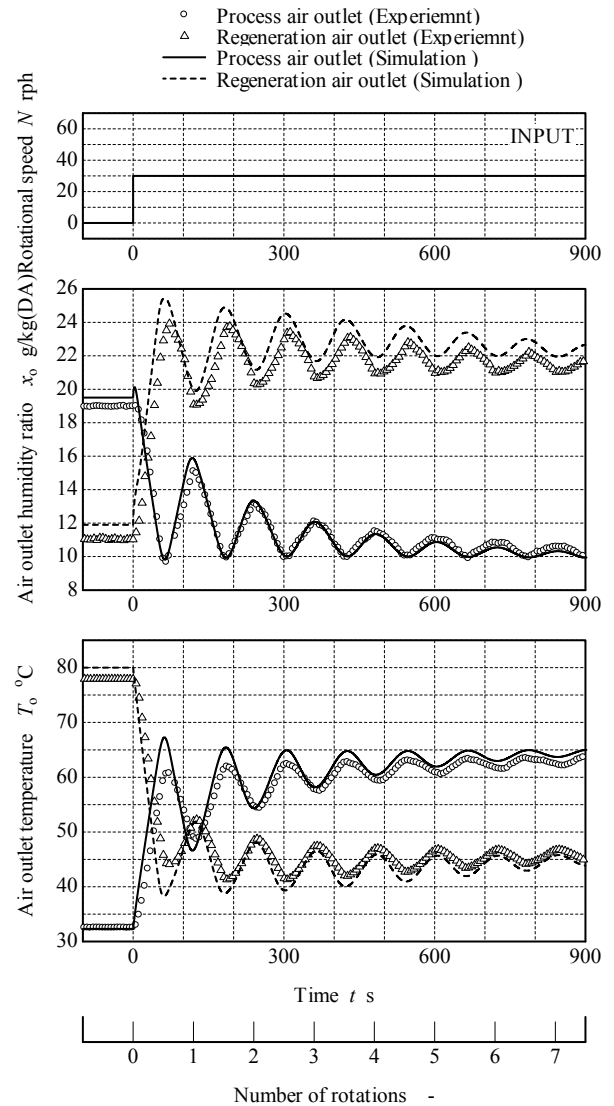 Process air outlet (Experiemnt)
Regeneration air outlet (Experiemnt)
Process air outlet (Simulation )
Regeneration air outlet (Simulation )
Rotational speed N rph
60
40
20
0
INPUT
0 300 600 900
Air outlet humidity ratio xo g/kg(DA)
26
24
22
20
18
16
14
12
10
8
0 300 600 900
Air outlet temperature To °C
80
70
60
50
40
30
0 300 600 900
Time t s
0 1 2 3 4 5 6 7
Number of rotations -